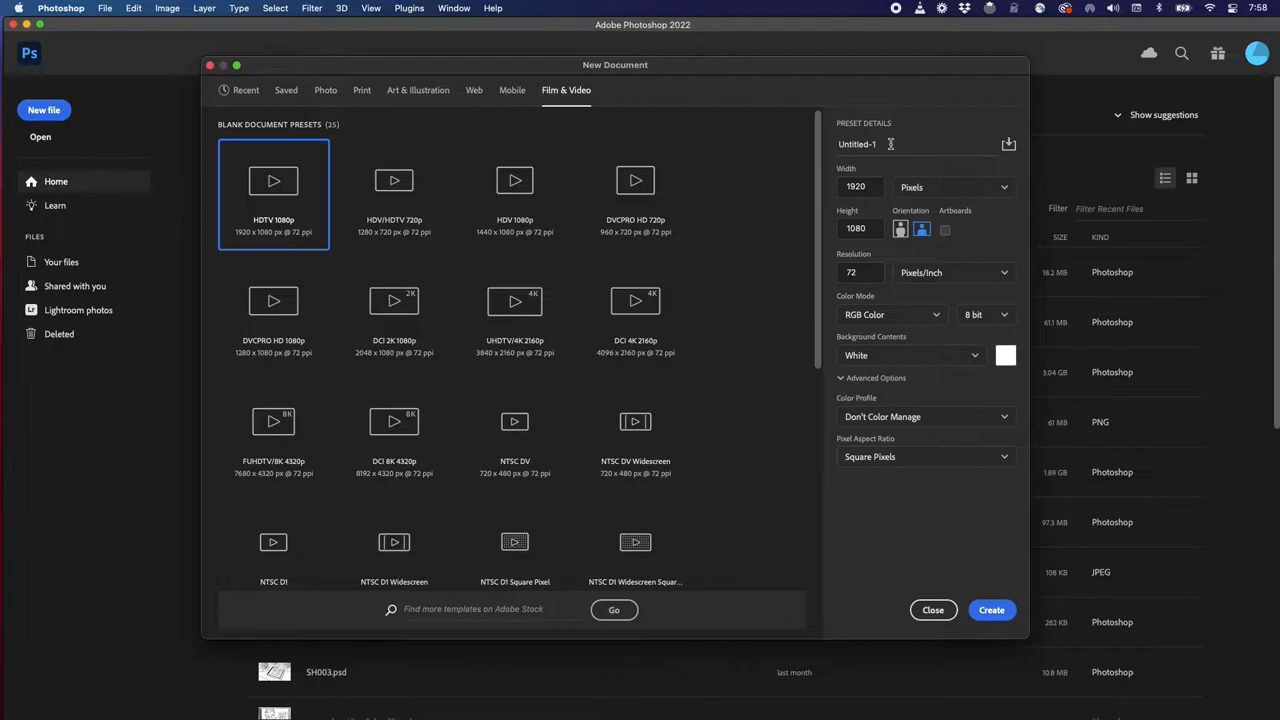 Photoshop File Edit Image Layer Type Select Filter 3D View Plugins Window Help 7:58
Adobe Photoshop 2022
Ps
New Document
New file
Open
Home
Learn
FILES
Your files
Shared with you
Lr Lightroom photos
Deleted
Recent Saved Photo Print Art & Illustration Web Mobile Film & Video
BLANK DOCUMENT PRESETS (25)
HDTV 1080p
1920 x 1080 px @ 72 ppi
HDV/HDTV 720p
1280 x 720 px @ 72 ppi
HDV 1080p
1440 x 1080 px @ 72 ppi
DVCPRO HD 720p
960 x 720 px @ 72 ppi
DVCPRO HD 1080p
1280 x 1080 px @ 72 ppi
2K
DCI 2K 1080p
2048 x 1080 px @ 72 ppi
4K
UHDTV/4K 2160p
3840 x 2160 px @ 72 ppi
4K
DCI 4K 2160p
4096 x 2160 px @ 72 ppi
8K
FUHDTV/8K 4320p
7680 x 4320 px @ 72 ppi
8K
DCI 8K 4320p
8192 x 4320 px @ 72 ppi
NTSC DV
720 x 480 px @ 72 ppi
NTSC DV Widescreen
720 x 480 px @ 72 ppi
NTSC D1
NTSC D1 Widescreen
NTSC D1 Square Pixel
NTSC D1 Widescreen Squar...
Find more templates on Adobe Stock
Go
PRESET DETAILS
Untitled-1
Width
1920 Pixels
Height Orientation Artboards
1080
Resolution
72 Pixels/Inch
Color Mode
RGB Color 8 bit
Background Contents
White
Advanced Options
Color Profile
Don't Color Manage
Pixel Aspect Ratio
Square Pixels
Close Create
Show suggestions
Filter Filter Recent Files
SIZE KIND
18.2 MB Photoshop
61.1 MB Photoshop
3.04 GB Photoshop
61 MB PNG
1.89 GB Photoshop
97.3 MB Photoshop
108 KB JPEG
282 KB Photoshop
SH003.psd last month 10.8 MB Photoshop